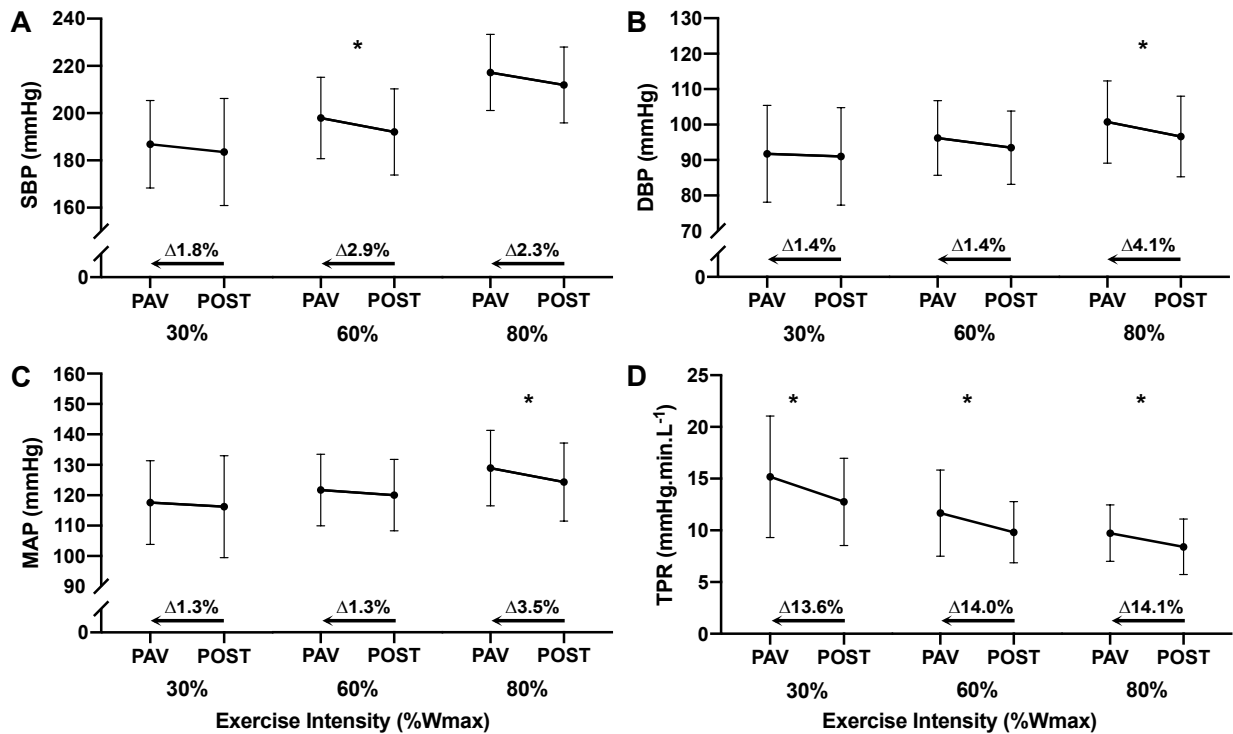 A
SBP (mmHg)
240
220
200
180
160
0
*
Δ1.8%
Δ2.9%
Δ2.3%
PAV POST PAV POST PAV POST
30% 60% 80%
B
DBP (mmHg)
130
120
110
100
90
80
70
0
*
Δ1.4%
Δ1.4%
Δ4.1%
PAV POST PAV POST PAV POST
30% 60% 80%
C
MAP (mmHg)
160
150
140
130
120
110
100
90
0
*
Δ1.3%
Δ1.3%
Δ3.5%
PAV POST PAV POST PAV POST
30% 60% 80%
Exercise Intensity (%Wmax)
D
TPR (mmHg.min.L⁻¹)
25
20
15
10
5
0
* * *
Δ13.6%
Δ14.0%
Δ14.1%
PAV POST PAV POST PAV POST
30% 60% 80%
Exercise Intensity (%Wmax)